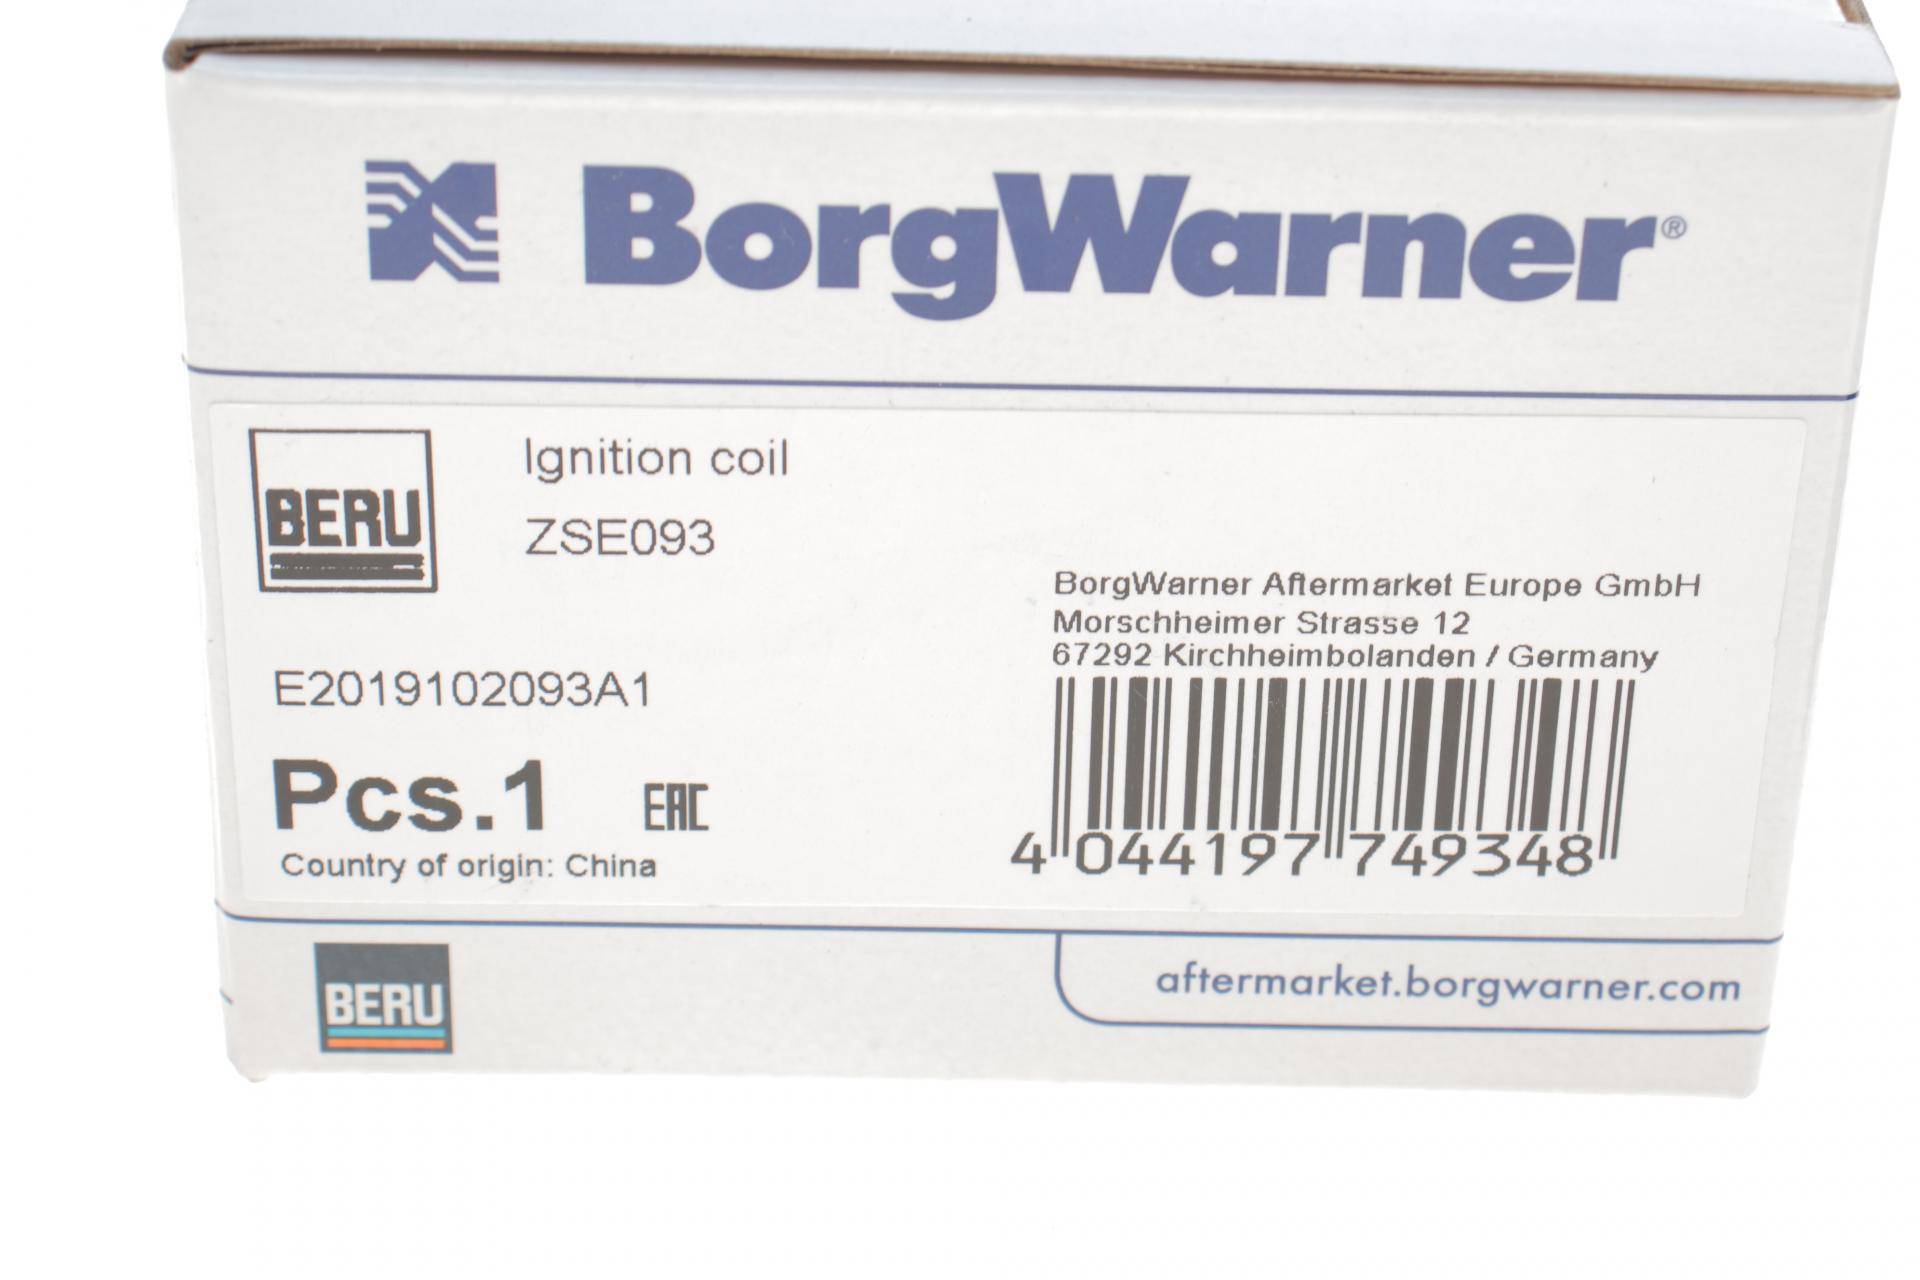 BorgWarner®
BERU
Ignition coil
ZSE093
E2019102093A1
Pcs.1 EAC
Country of origin: China
BorgWarner Aftermarket Europe GmbH
Morschheimer Strasse 12
67292 Kirchheimbolanden / Germany
4 044197 749348
BERU
aftermarket.borgwarner.com